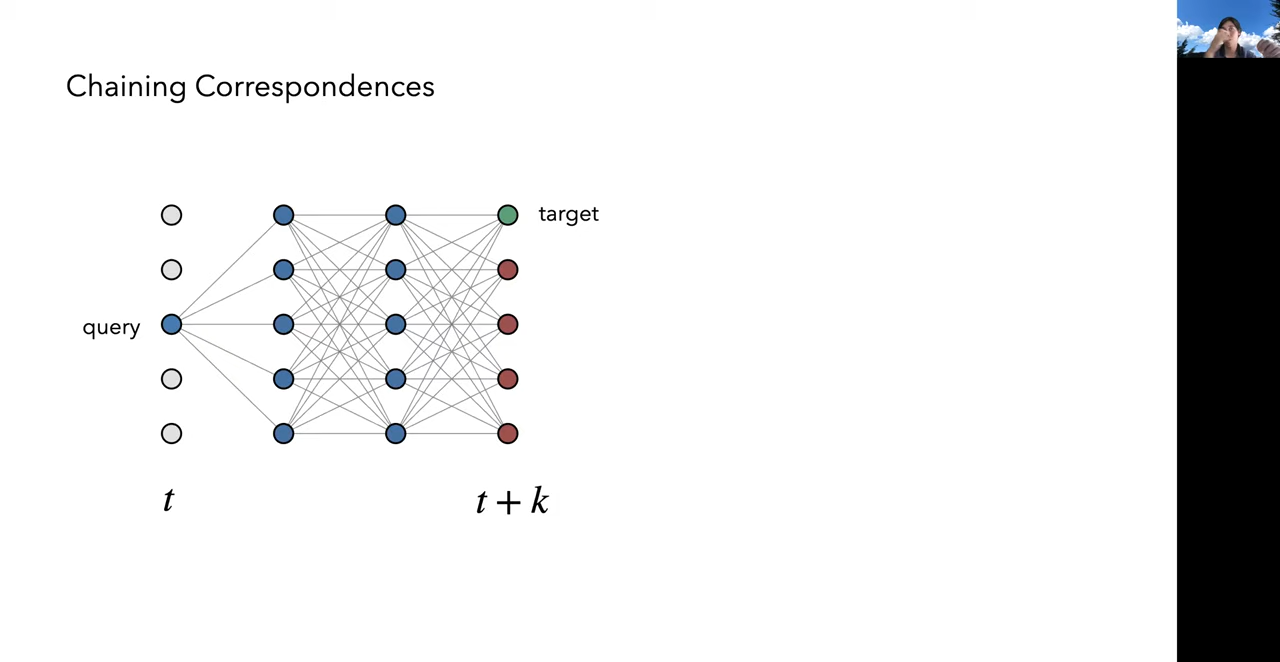 Chaining Correspondences
target
query
t
t + k